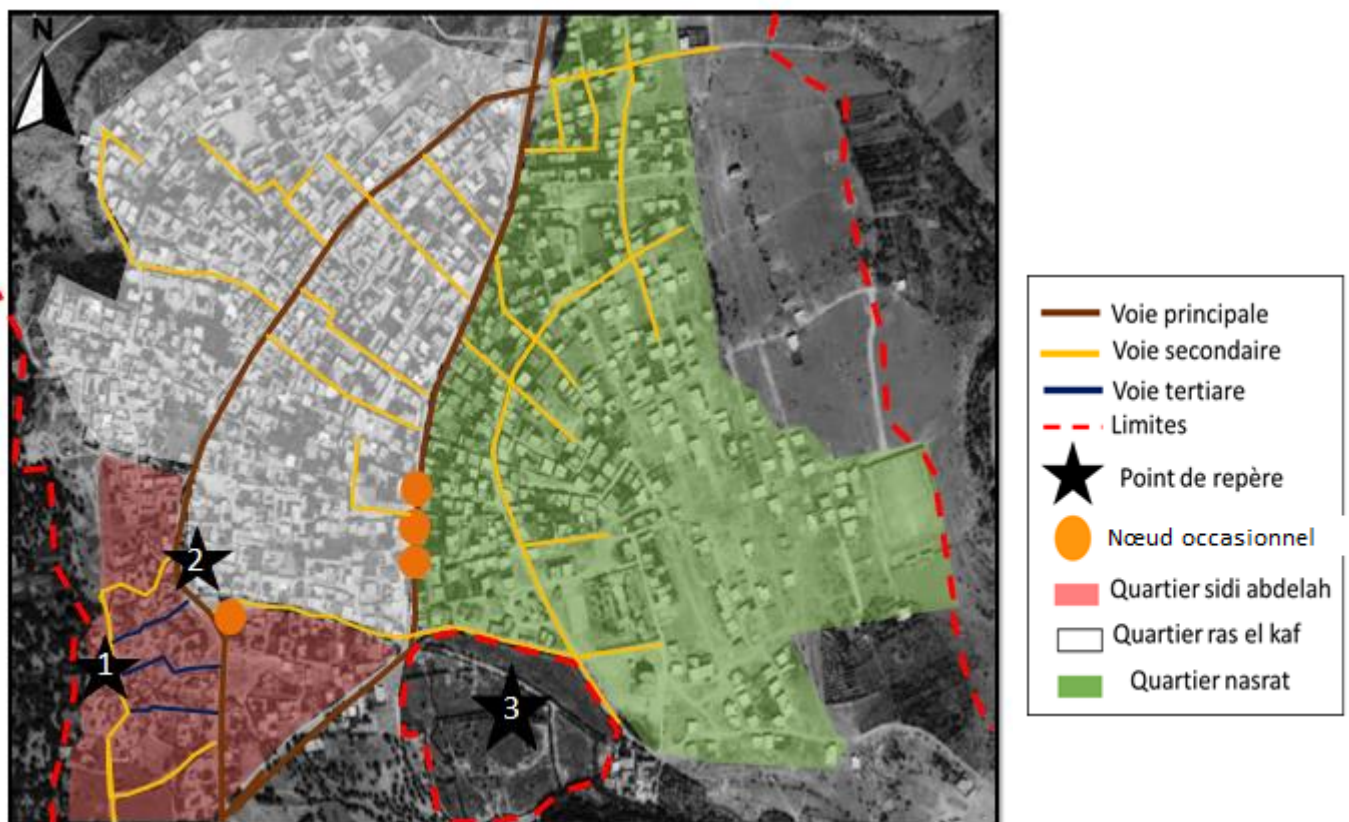 N
2
1
3
Voie principale
Voie secondaire
Voie tertiare
Limites
Point de repère
Nœud occasionnel
Quartier sidi abdelah
Quartier ras el kaf
Quartier nasrat